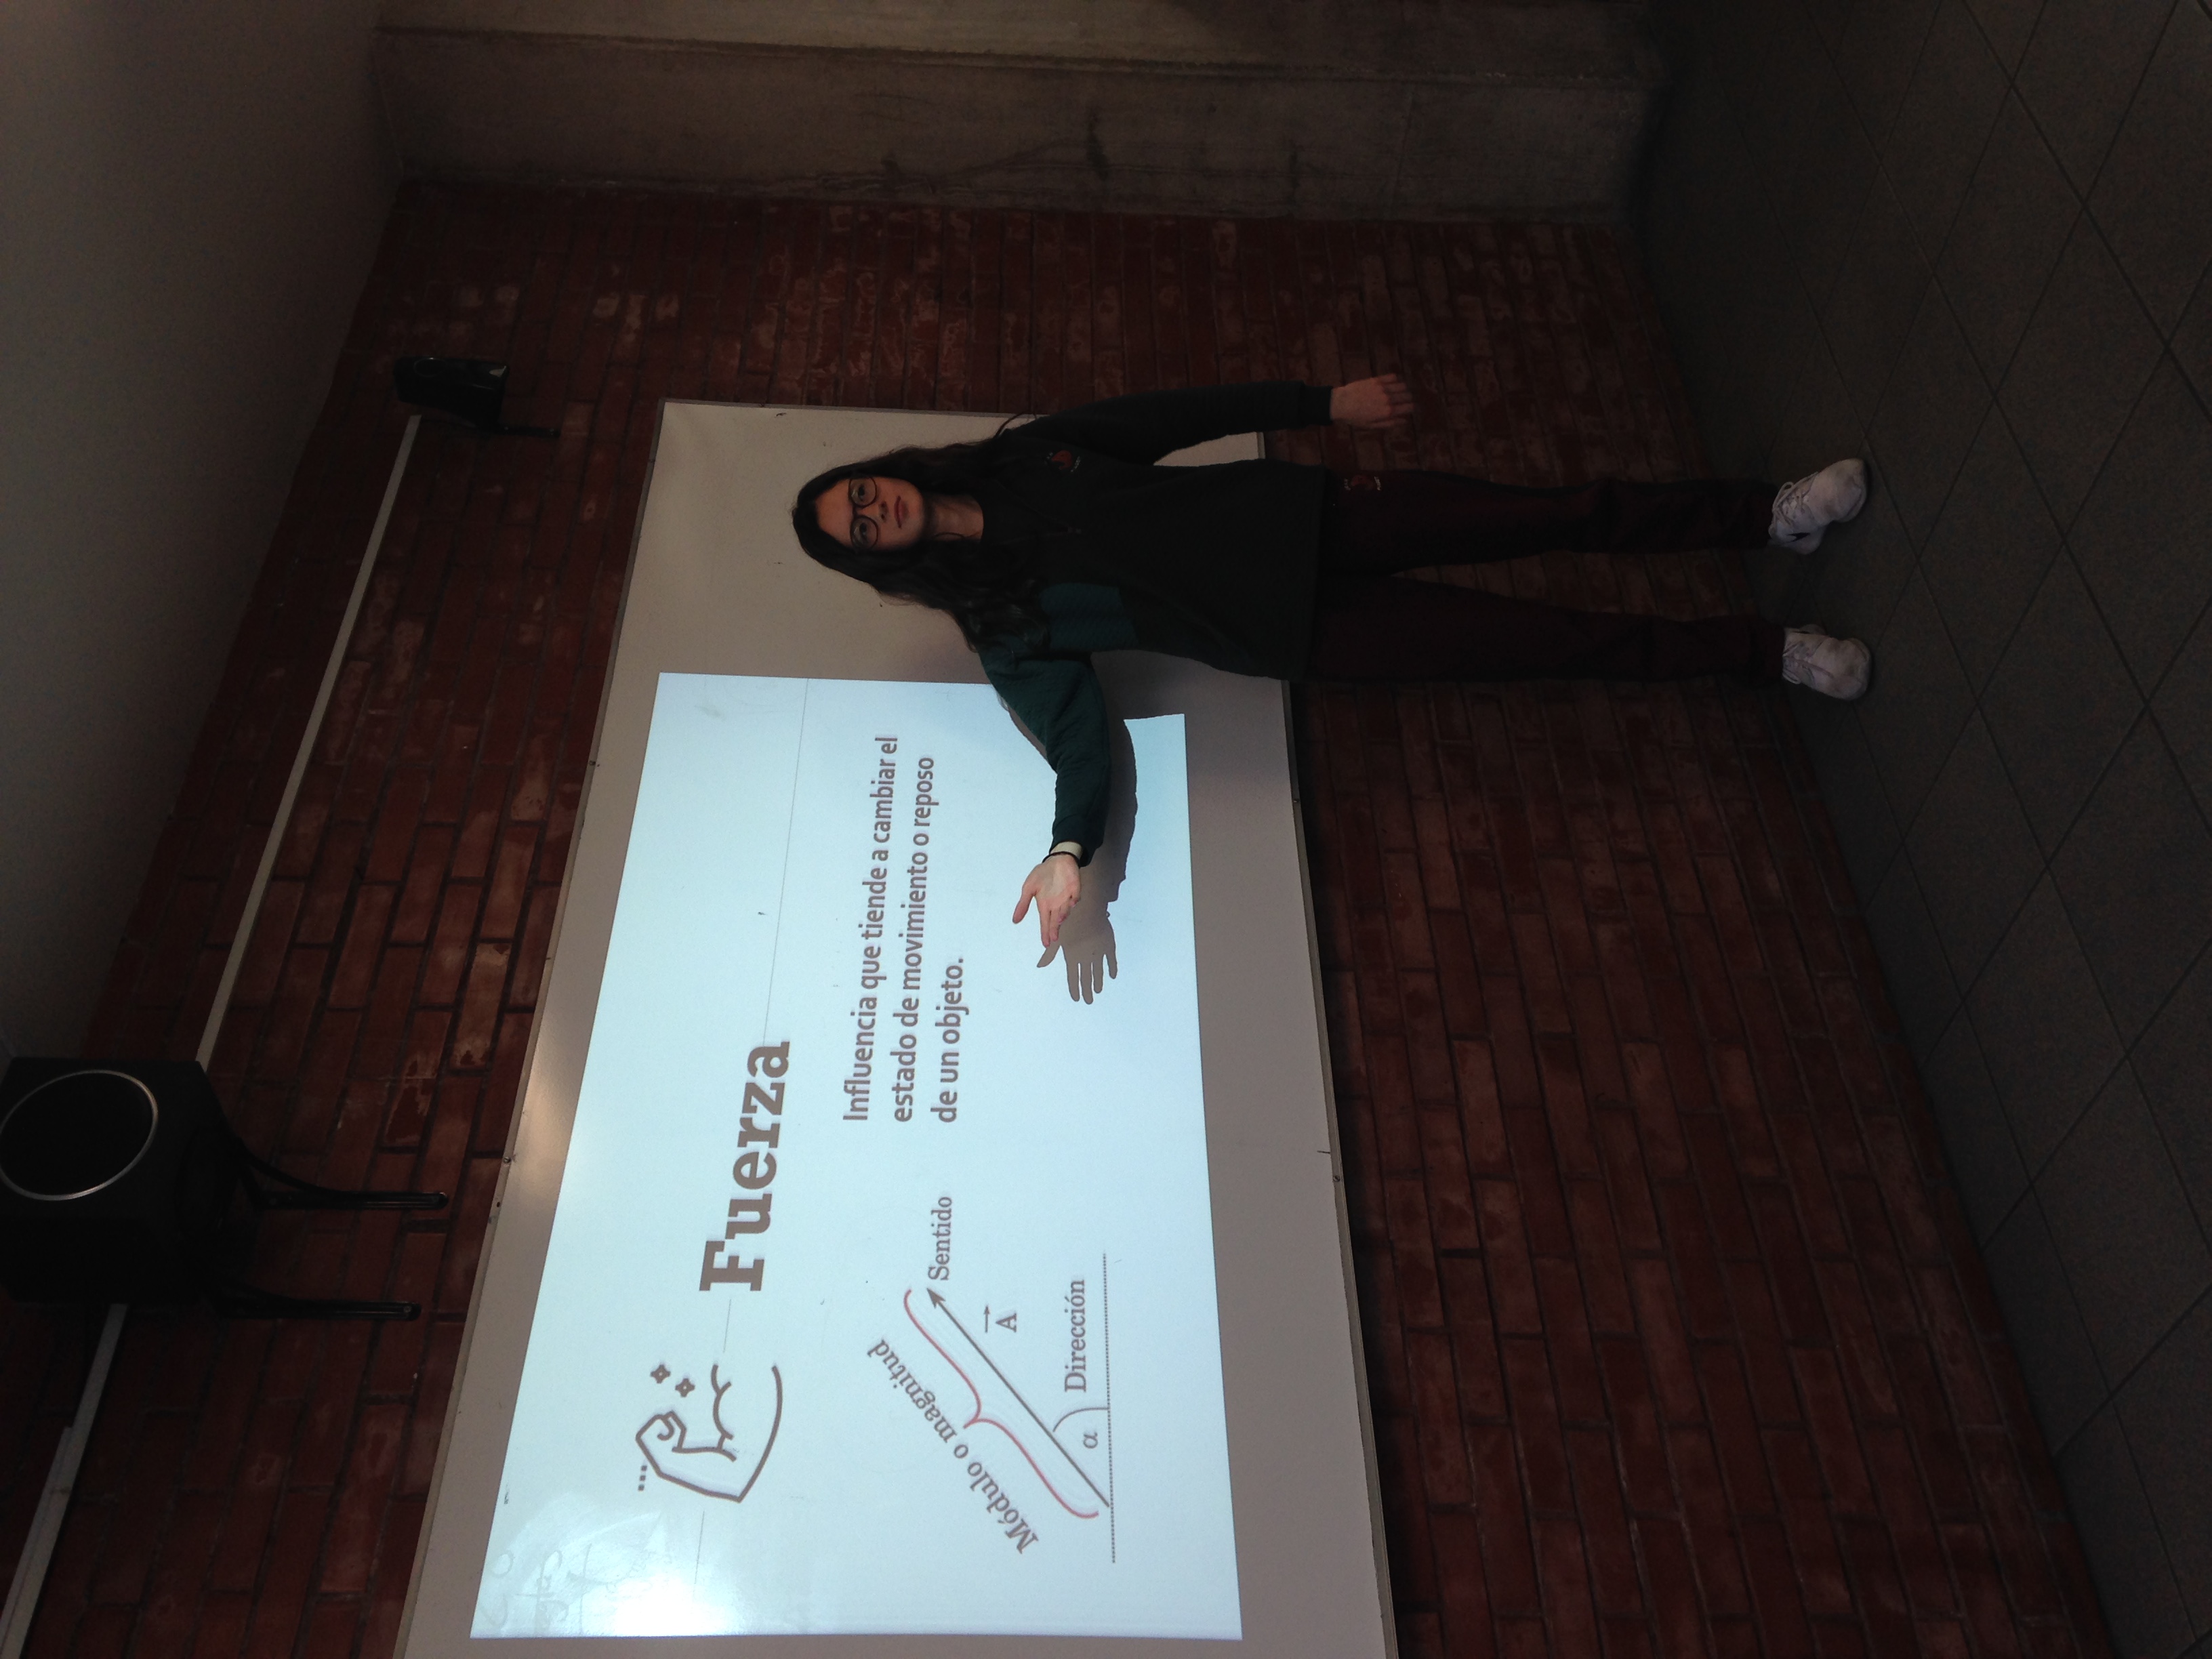 Fuerza
Influencia que tiende a cambiar el
estado de movimiento o reposo
de un objeto.
Módulo o magnitud
Sentido
A
Dirección
α